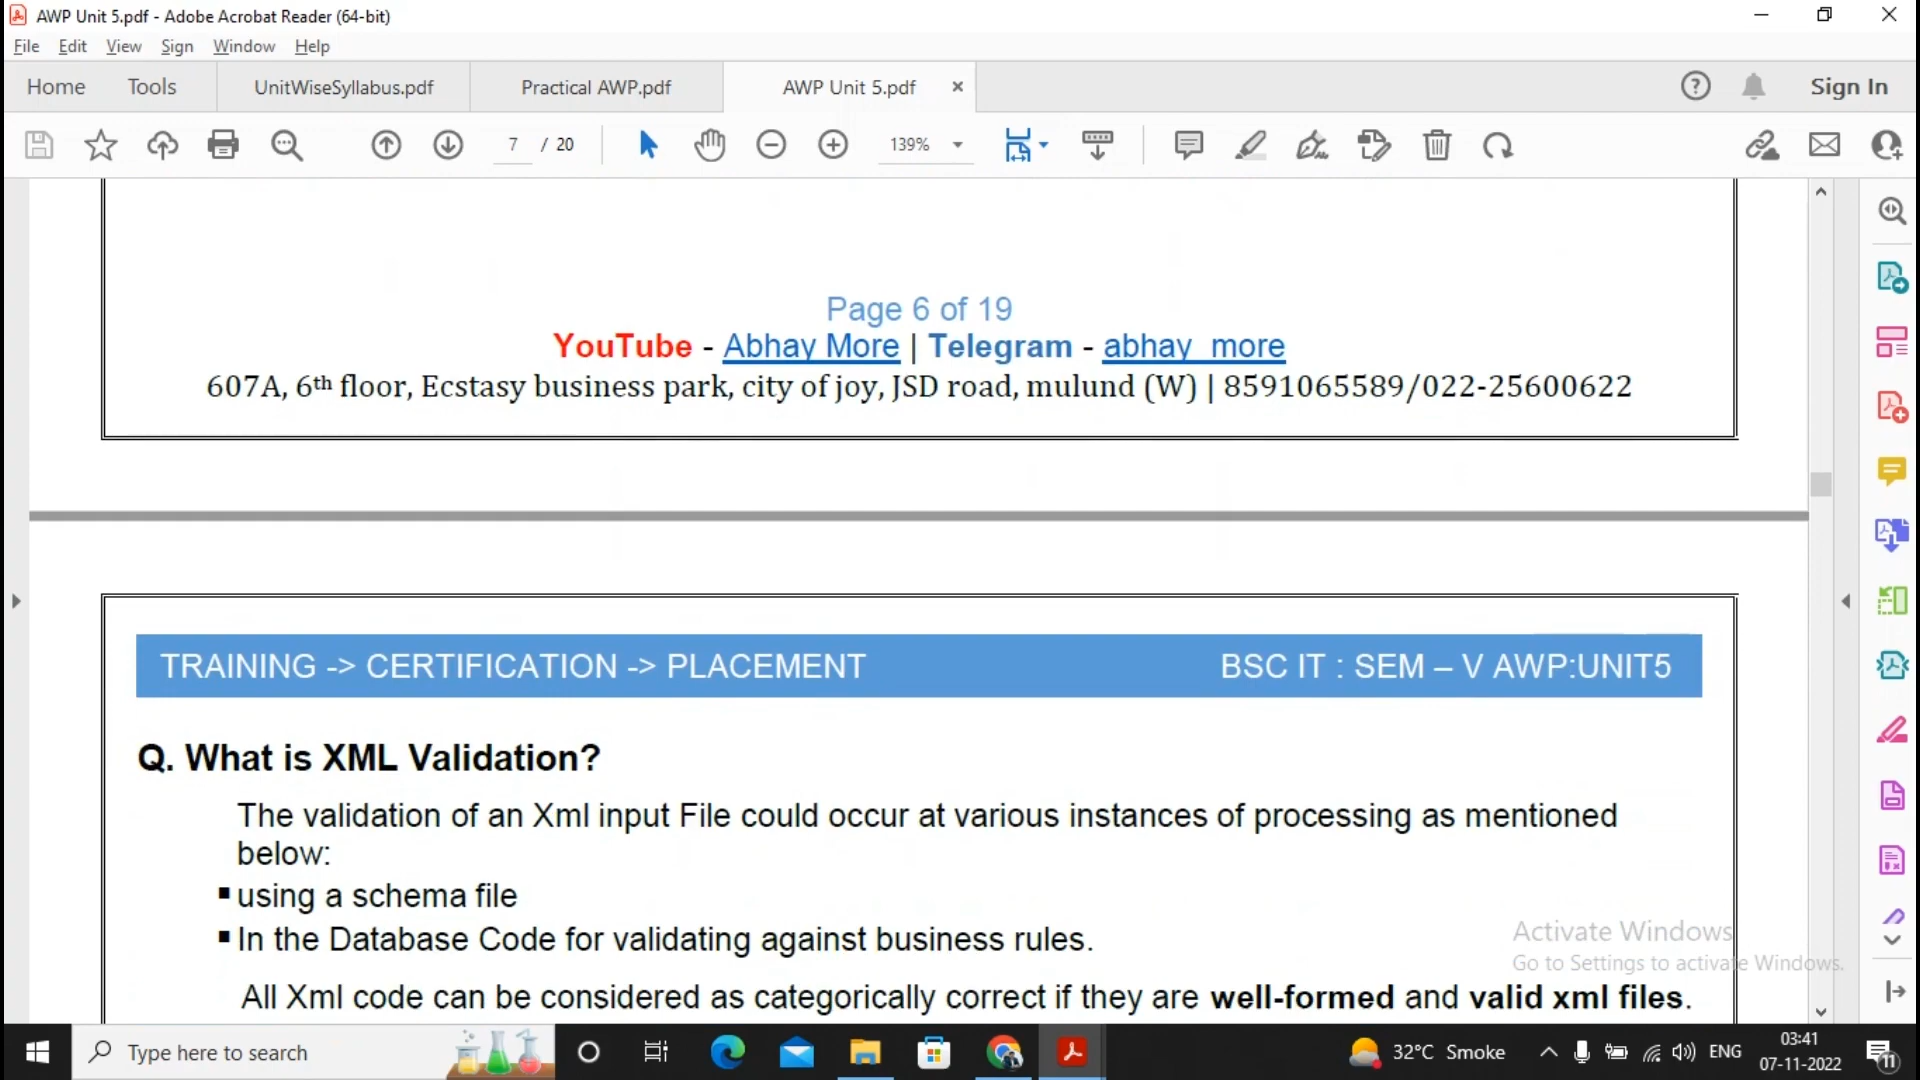 AWP Unit 5.pdf - Adobe Acrobat Reader (64-bit)
File Edit View Sign Window Help
Home Tools UnitWiseSyllabus.pdf Practical AWP.pdf AWP Unit 5.pdf × Sign In
7 / 20 139%
Page 6 of 19
YouTube - Abhay More | Telegram - abhay_more
607A, 6th floor, Ecstasy business park, city of joy, JSD road, mulund (W) | 8591065589/022-25600622
TRAINING -> CERTIFICATION -> PLACEMENT BSC IT : SEM – V AWP:UNIT5
Q. What is XML Validation?
The validation of an Xml input File could occur at various instances of processing as mentioned
below:
▪ using a schema file
▪ In the Database Code for validating against business rules.
All Xml code can be considered as categorically correct if they are well-formed and valid xml files.
Activate Windows
Go to Settings to activate Windows.
Type here to search
32°C Smoke
ENG
03:41
07-11-2022
11